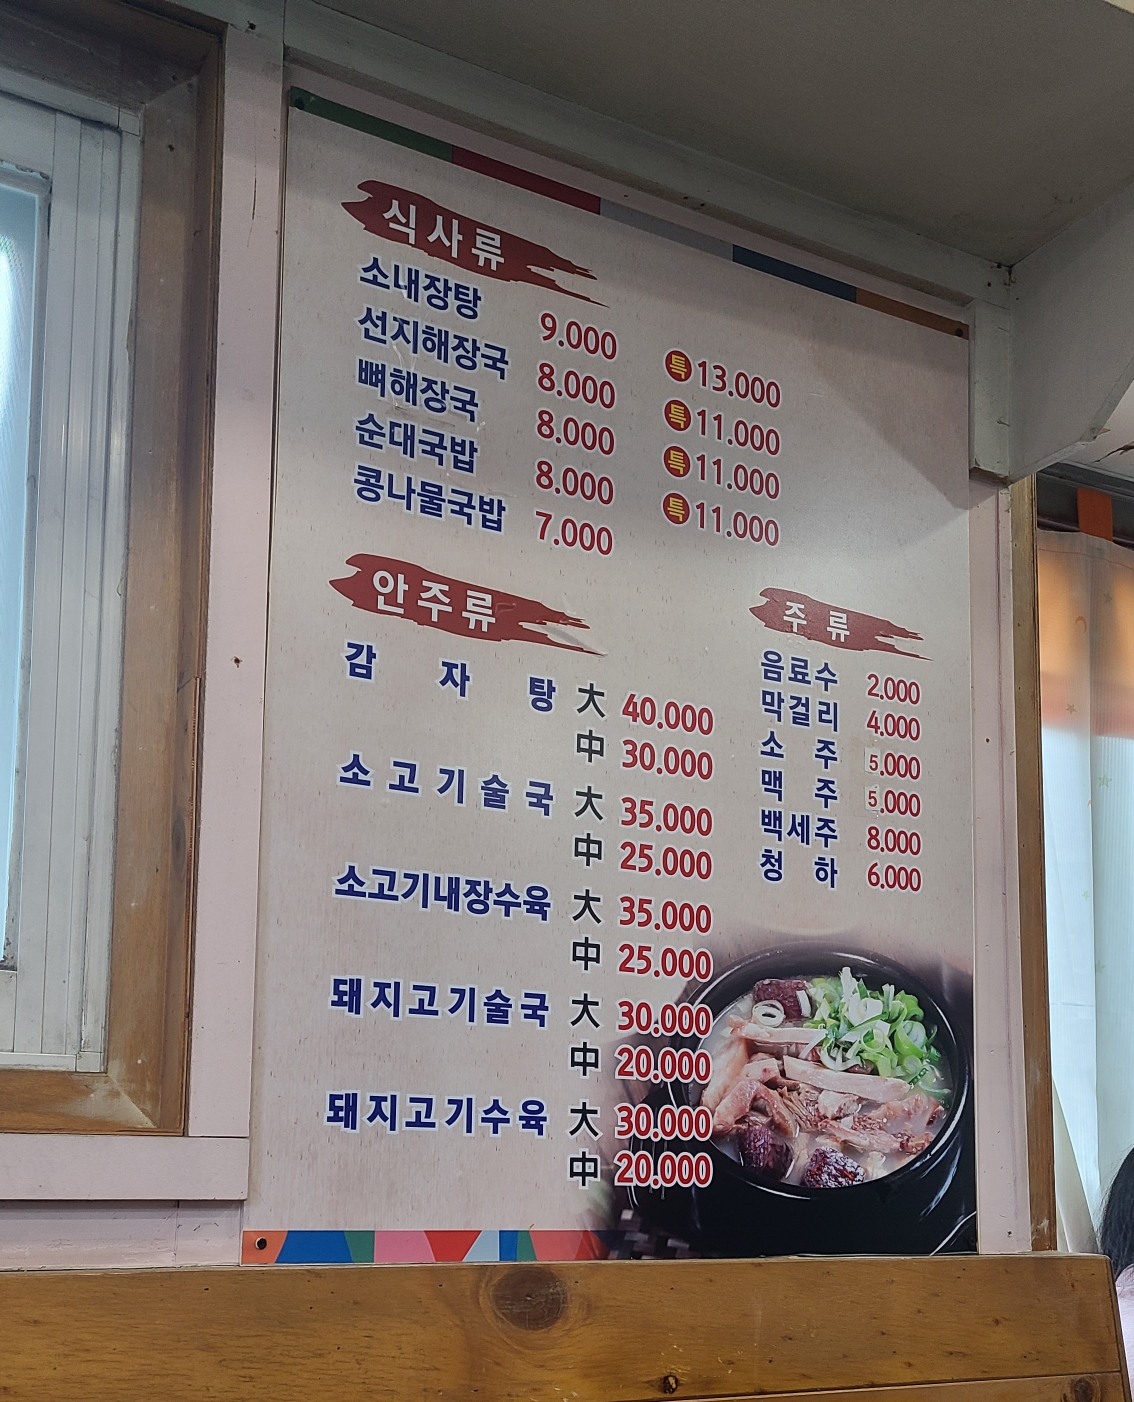 식사류
소내장탕 9.000 특 13.000
선지해장국 8.000 특 11.000
뼈해장국 8.000 특 11.000
순대국밥 8.000 특 11.000
콩나물국밥 7.000
안주류
감자탕 大 40.000
中 30.000
소고기술국 大 35.000
中 25.000
소고기내장수육 大 35.000
中 25.000
돼지고기술국 大 30.000
中 20.000
돼지고기수육 大 30.000
中 20.000
주류
음료수 2.000
막걸리 4.000
소주 5.000
맥주 5.000
백세주 8.000
청하 6.000